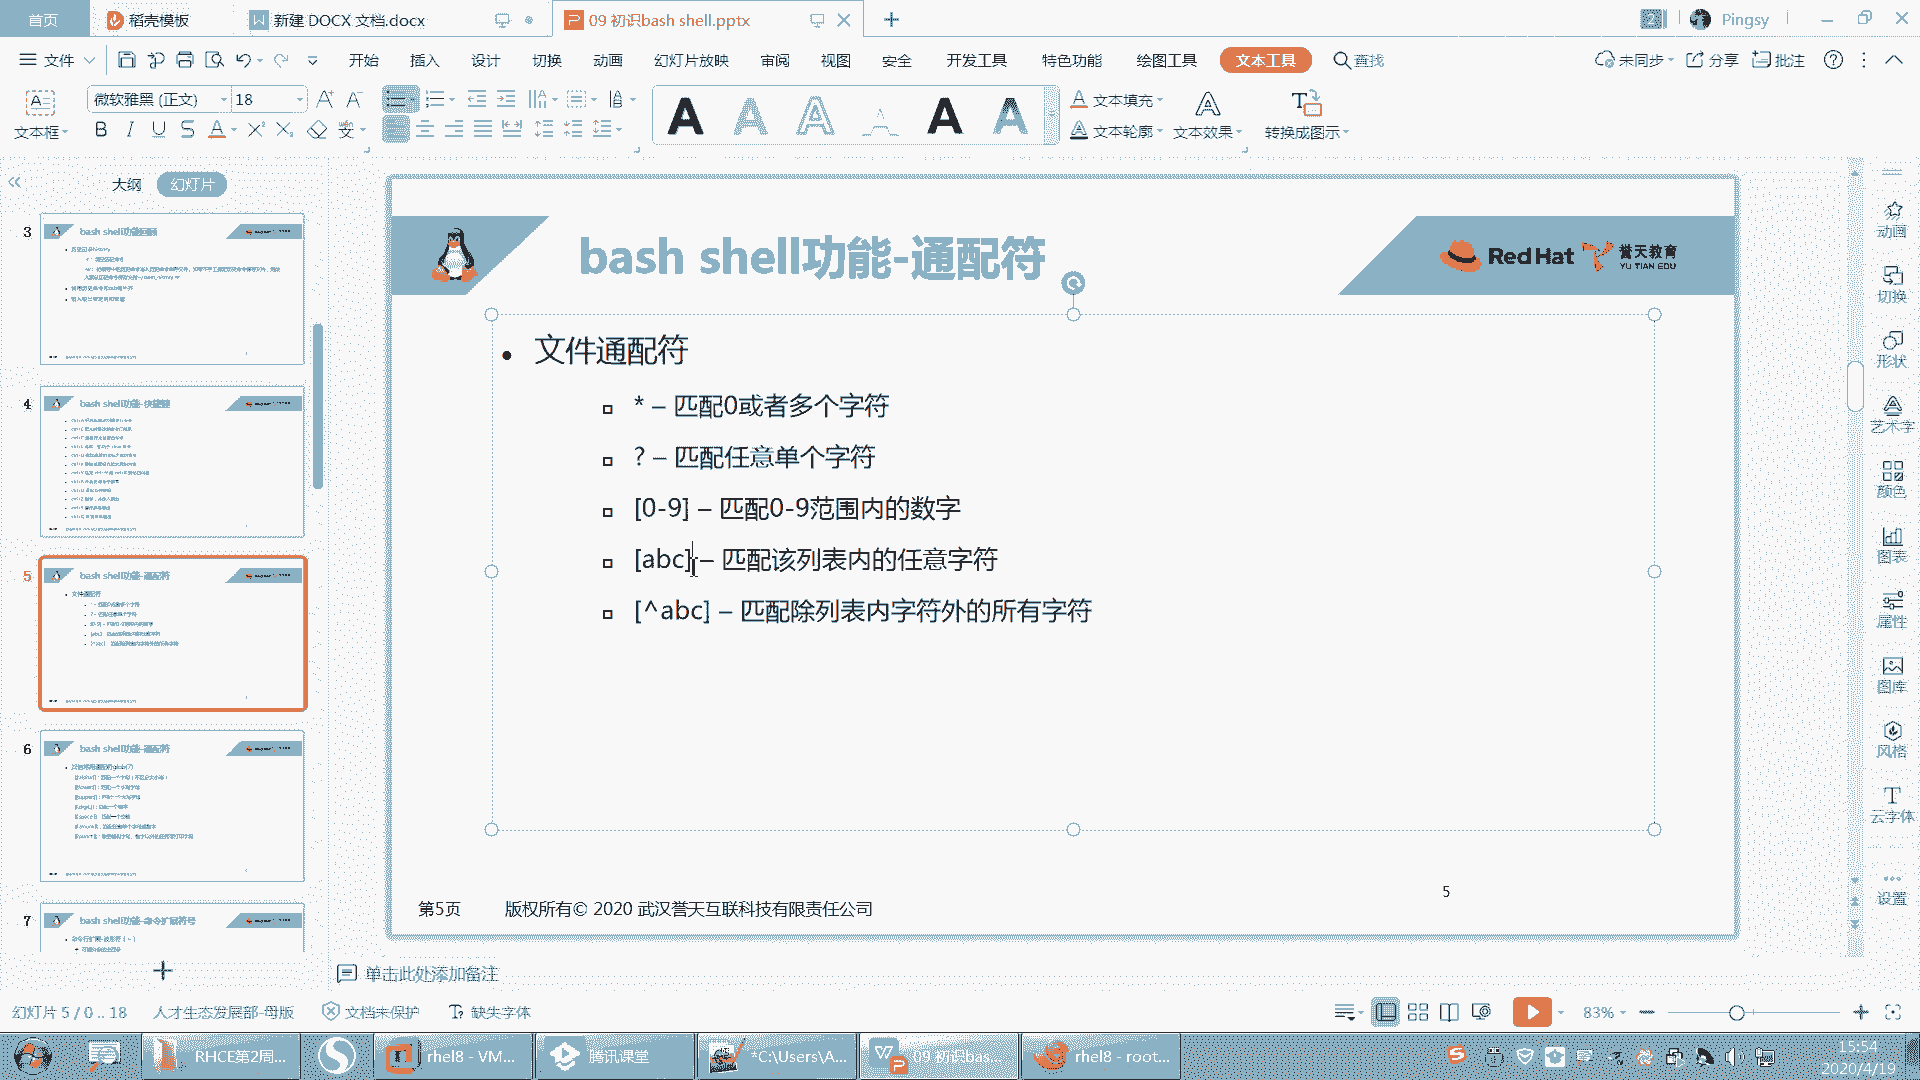 首页
稻壳模板
新建 DOCX 文档.docx
09 初识bash shell.pptx
Pingsy
文件
开始
插入
设计
切换
动画
幻灯片放映
审阅
视图
安全
开发工具
特色功能
绘图工具
文本工具
查找
未同步
分享
批注
文本框
微软雅黑 (正文)
18
文本填充
文本轮廓
文本效果
转换成图示
大纲
幻灯片
3
bash shell功能回顾
4
bash shell功能-快捷键
5
bash shell功能-通配符
文件通配符
6
bash shell功能-通配符
7
bash shell功能-命令扩展符号
bash shell功能-通配符
Red Hat
誉天教育
YU TIAN EDU
• 文件通配符
* – 匹配0或者多个字符
? – 匹配任意单个字符
[0-9] – 匹配0-9范围内的数字
[abc] – 匹配该列表内的任意字符
[^abc] – 匹配除列表内字符外的所有字符
5
第5页
版权所有© 2020 武汉誉天互联科技有限责任公司
单击此处添加备注
动画
切换
形状
艺术字
颜色
图表
属性
图库
风格
云字体
设置
幻灯片 5 / 0 .. 18
人才生态发展部-母版
文档未保护
缺失字体
83%
RHCE第2周...
rhel8 - VM...
腾讯课堂
*C:\Users\A...
09 初识bas...
rhel8 - root...
15:54
2020/4/19